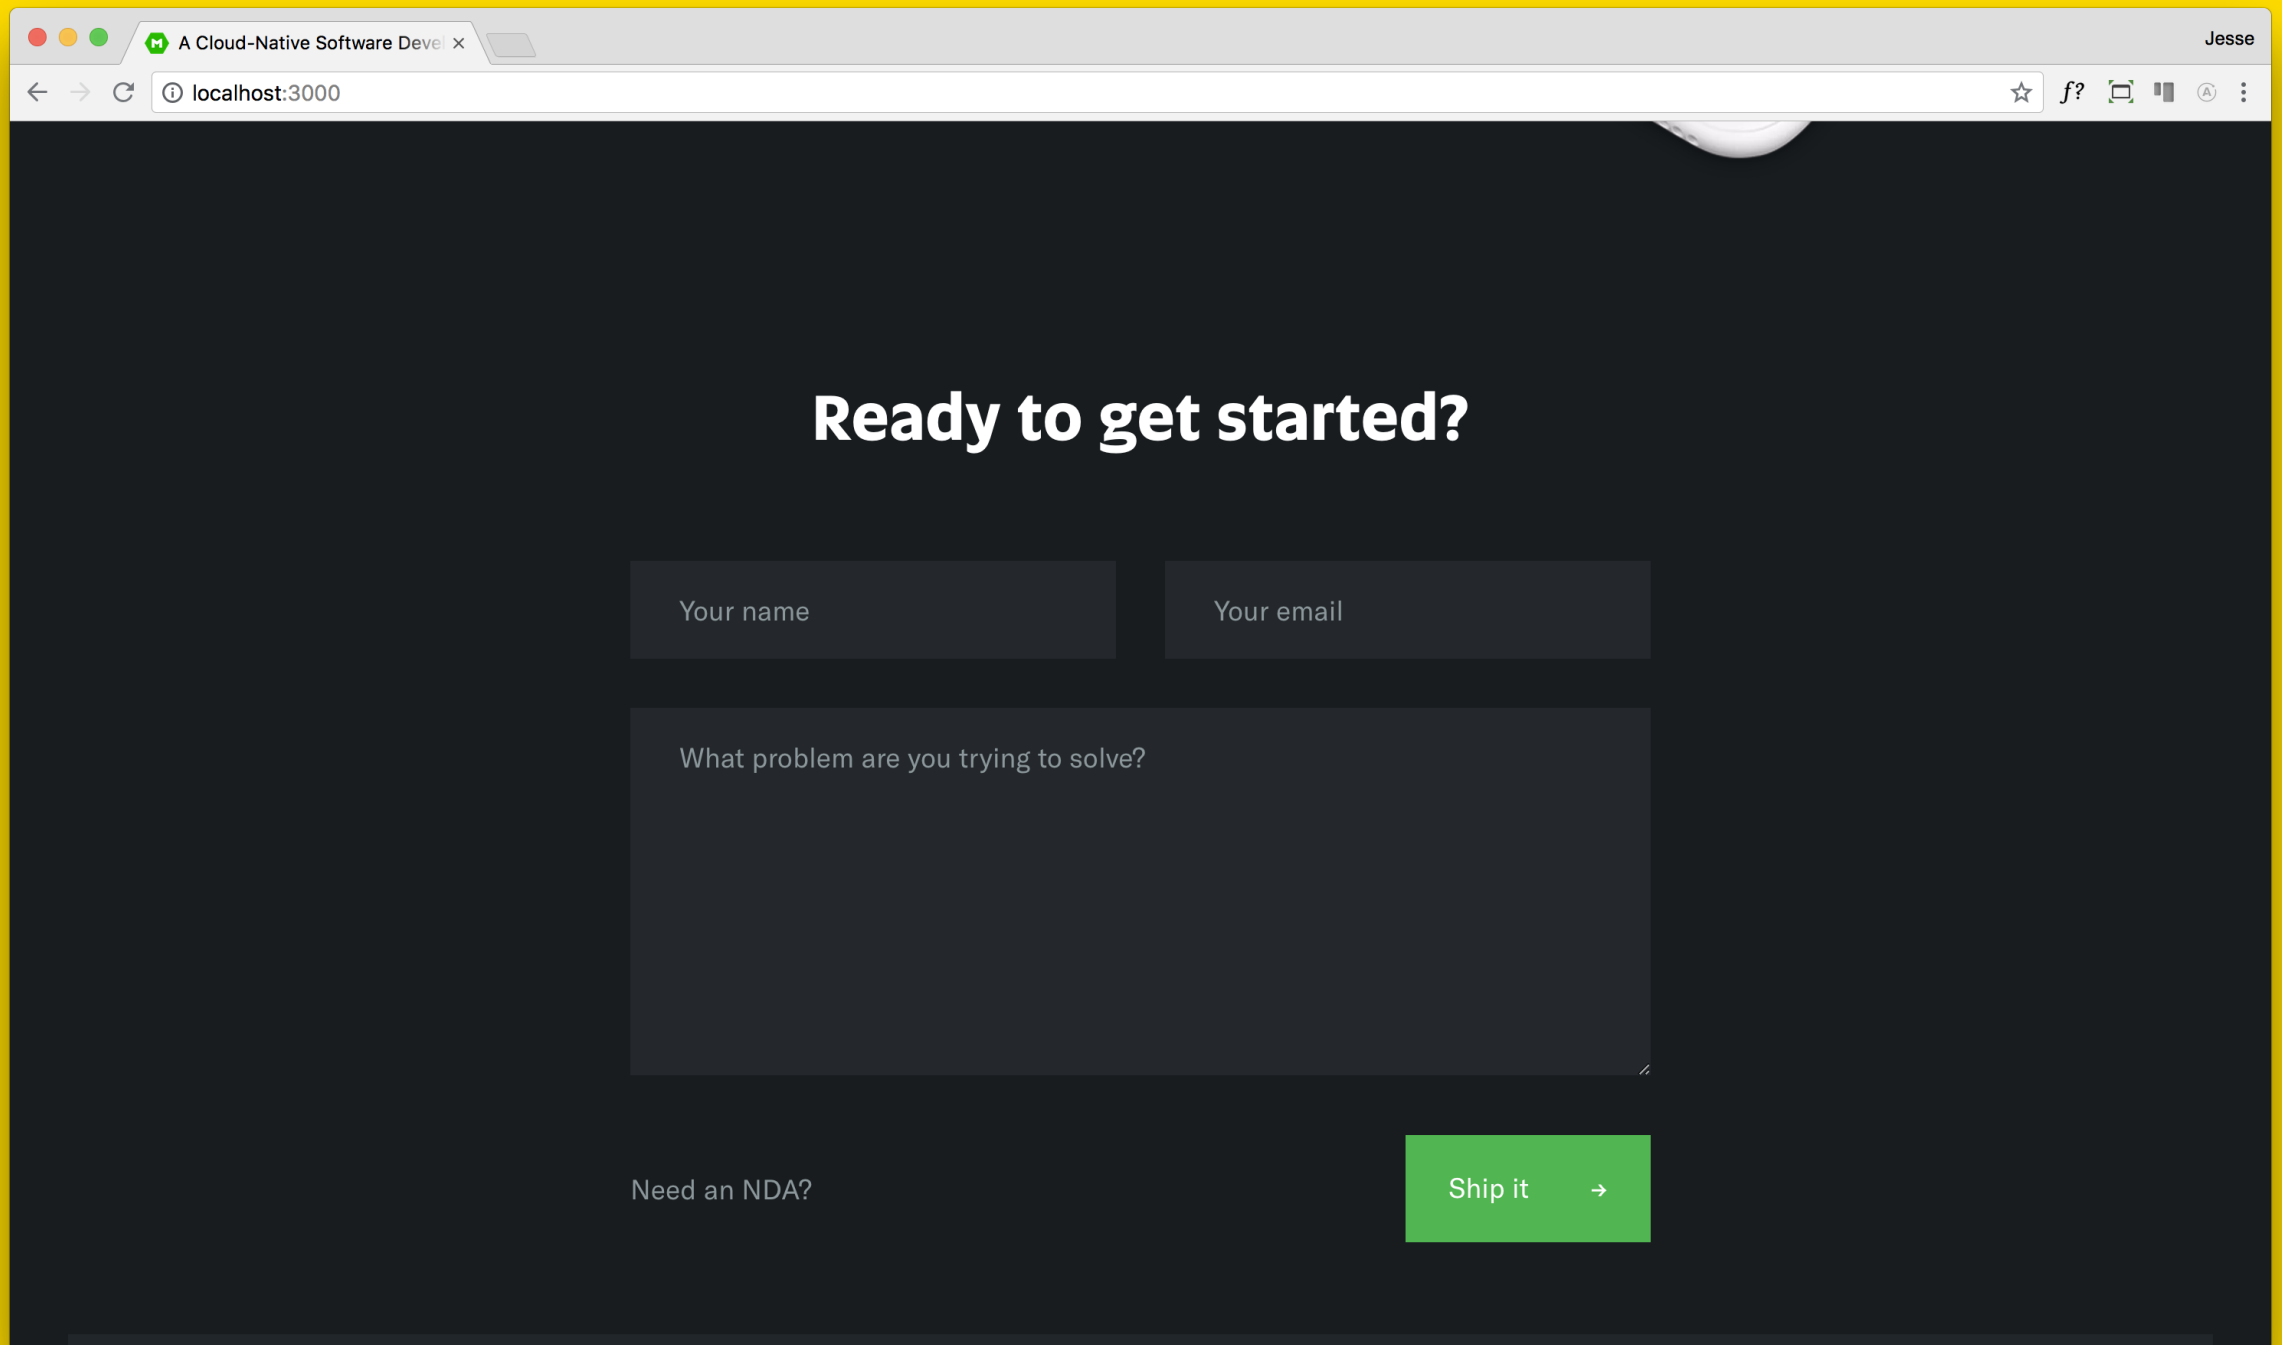 A Cloud-Native Software Devel
Jesse
localhost:3000
f?
Ready to get started?
Your name
Your email
What problem are you trying to solve?
Need an NDA?
Ship it →